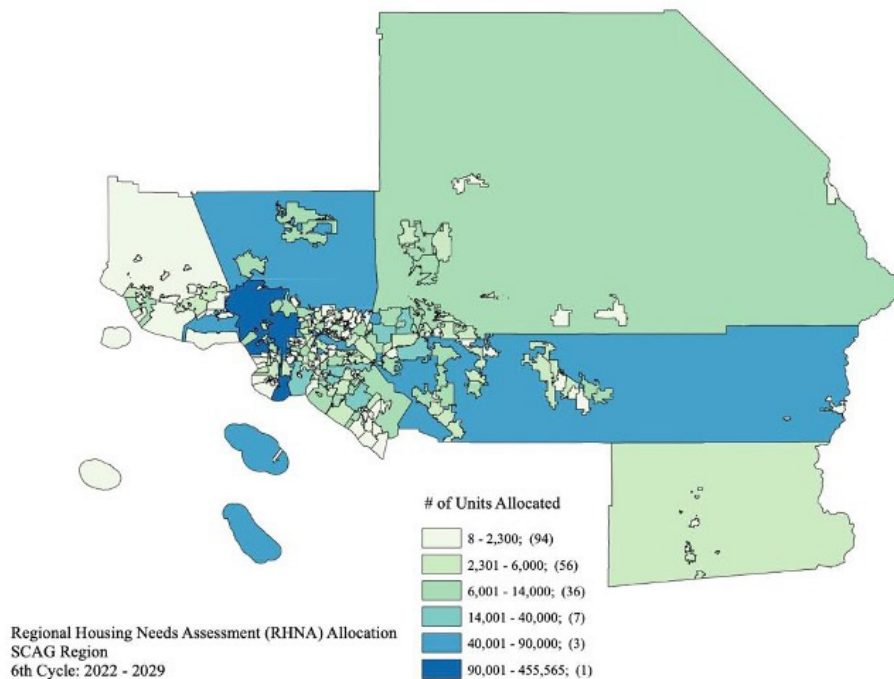 # of Units Allocated
8 - 2,300; (94)
2,301 - 6,000; (56)
6,001 - 14,000; (36)
14,001 - 40,000; (7)
40,001 - 90,000; (3)
90,001 - 455,565; (1)
Regional Housing Needs Assessment (RHNA) Allocation
SCAG Region
6th Cycle: 2022 - 2029